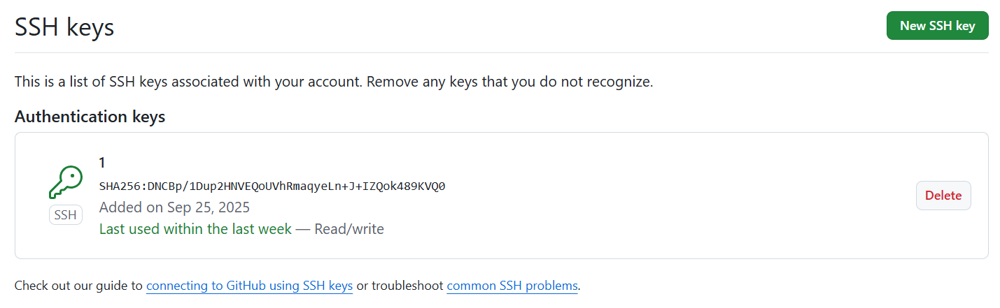 SSH keys
New SSH key
This is a list of SSH keys associated with your account. Remove any keys that you do not recognize.
Authentication keys
1
SHA256:DNCBp/1Dup2HNVEQoUVhRmaqyeLn+J+IZQok489KVQ0
Added on Sep 25, 2025
Last used within the last week — Read/write
SSH
Delete
Check out our guide to connecting to GitHub using SSH keys or troubleshoot common SSH problems.